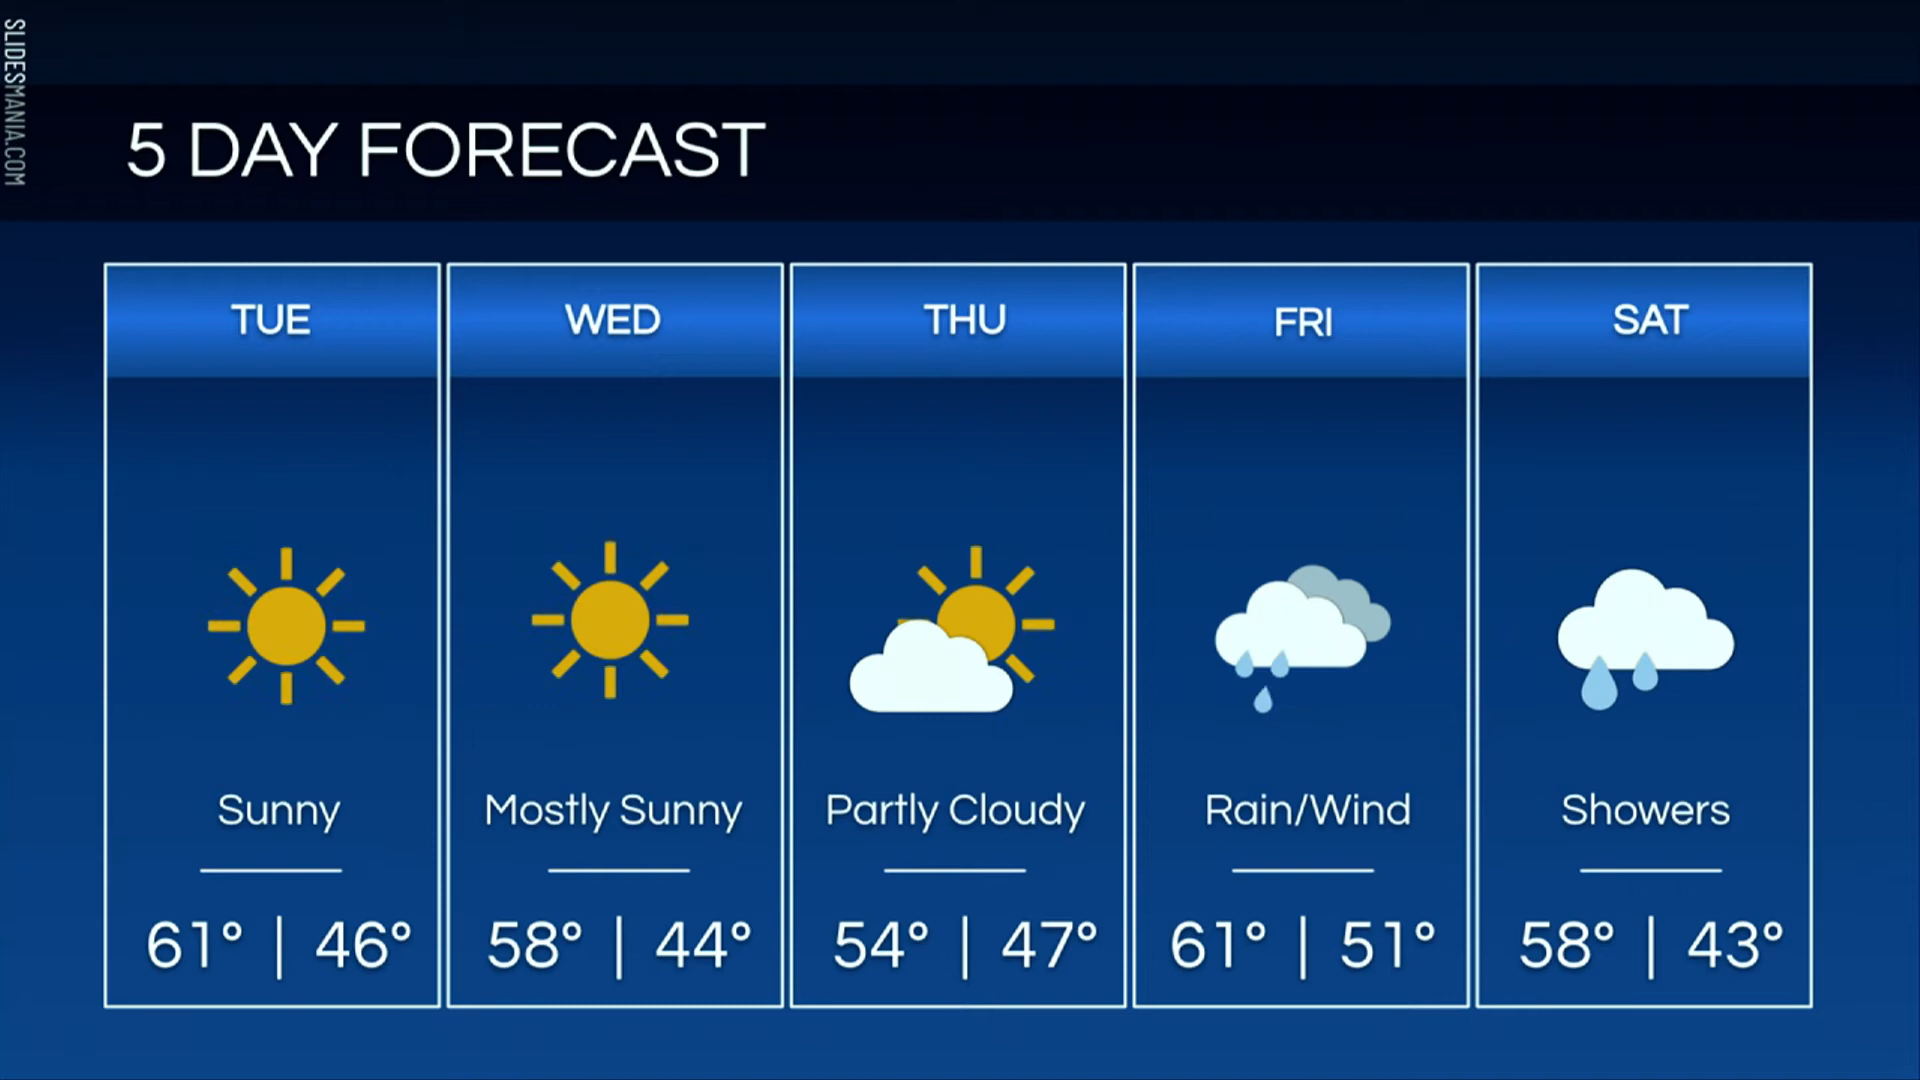 SLIDESMANIA.COM
5 DAY FORECAST
TUE
Sunny
61° | 46°
WED
Mostly Sunny
58° | 44°
THU
Partly Cloudy
54° | 47°
FRI
Rain/Wind
61° | 51°
SAT
Showers
58° | 43°